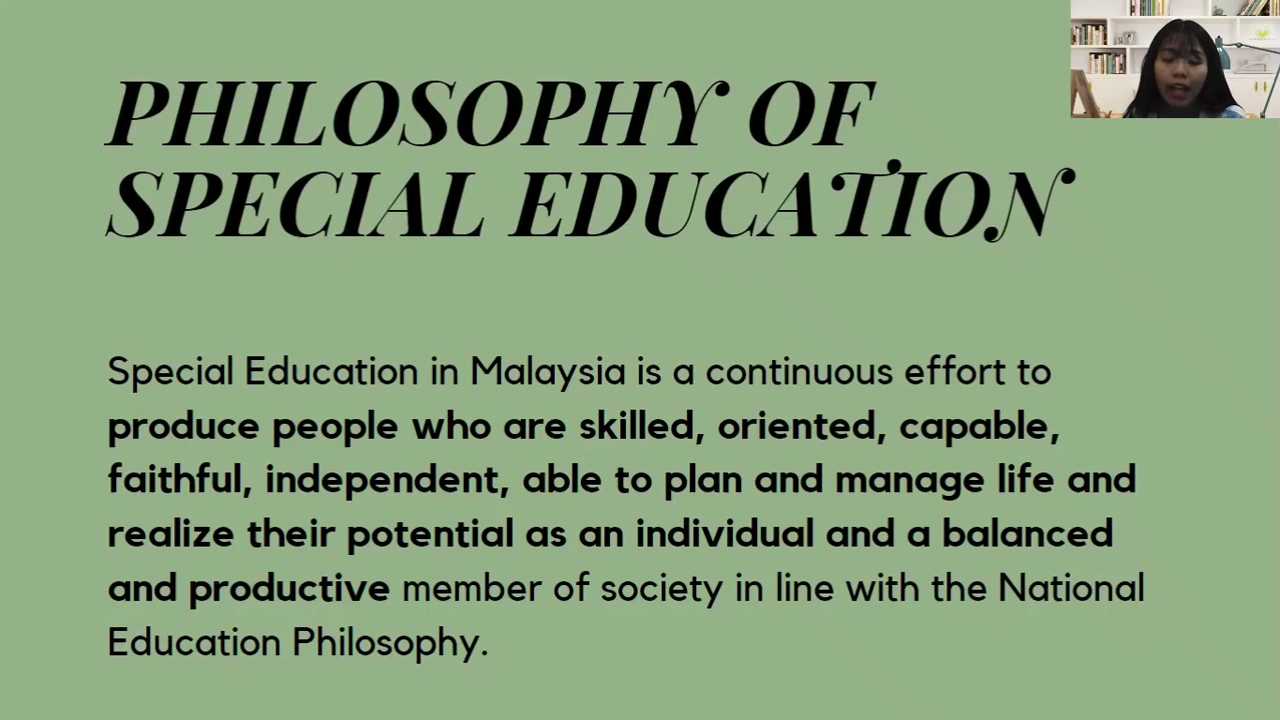 PHILOSOPHY OF
SPECIAL EDUCATION
Special Education in Malaysia is a continuous effort to
produce people who are skilled, oriented, capable,
faithful, independent, able to plan and manage life and
realize their potential as an individual and a balanced
and productive member of society in line with the National
Education Philosophy.